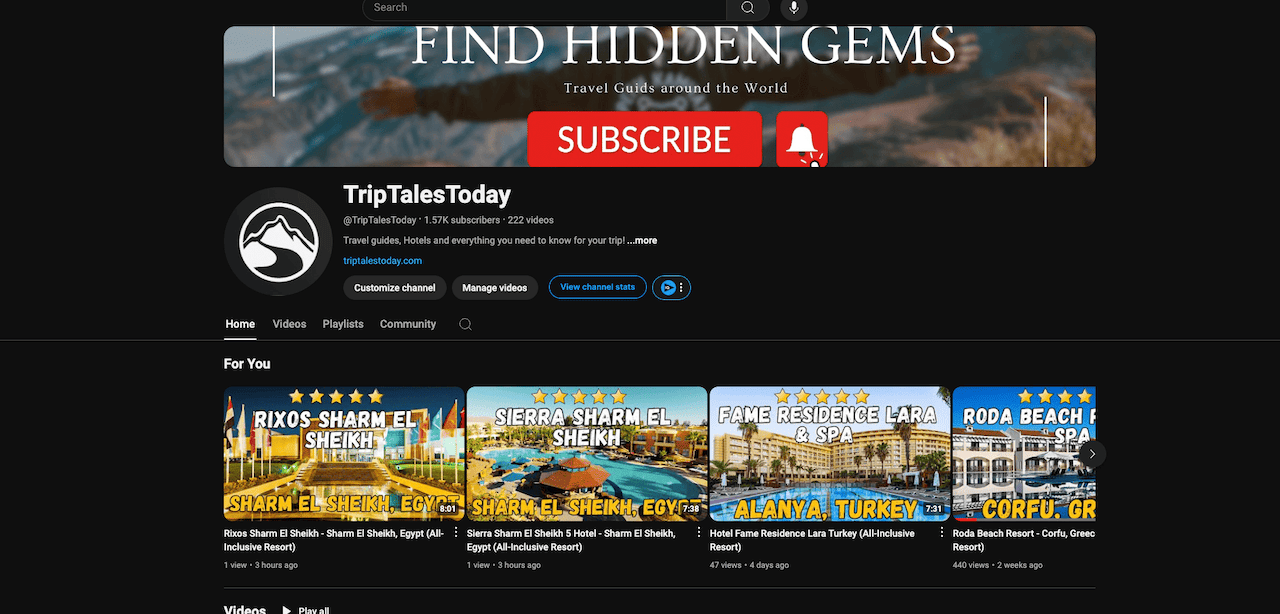 Search
FIND HIDDEN GEMS
Travel Guids around the World
SUBSCRIBE
TripTalesToday
@TripTalesToday · 1.57K subscribers · 222 videos
Travel guides, Hotels and everything you need to know for your trip! ...more
triptalestoday.com
Customize channel
Manage videos
View channel stats
Home
Videos
Playlists
Community
For You
RIXOS SHARM EL
SHEIKH
SHARM EL SHEIKH, EGYPT
8:01
Rixos Sharm El Sheikh - Sharm El Sheikh, Egypt (All-
Inclusive Resort)
1 view · 3 hours ago
SIERRA SHARM EL
SHEIKH
SHARM EL SHEIKH, EGY
7:38
Sierra Sharm El Sheikh 5 Hotel - Sharm El Sheikh,
Egypt (All-Inclusive Resort)
1 view · 3 hours ago
FAME RESIDENCE LARA
& SPA
ALANYA, TURKEY
7:31
Hotel Fame Residence Lara Turkey (All-Inclusive
Resort)
47 views · 4 days ago
RODA BEACH
SPA
CORFU. GR
Roda Beach Resort - Corfu, Greec
Resort)
440 views · 2 weeks ago
Videos
Play all